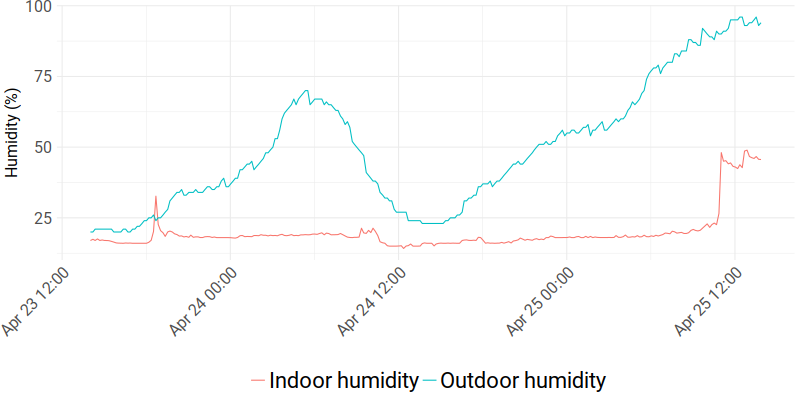 100
75
50
25
Humidity (%)
Apr 23 12:00
Apr 24 00:00
Apr 24 12:00
Apr 25 00:00
Apr 25 12:00
Indoor humidity Outdoor humidity